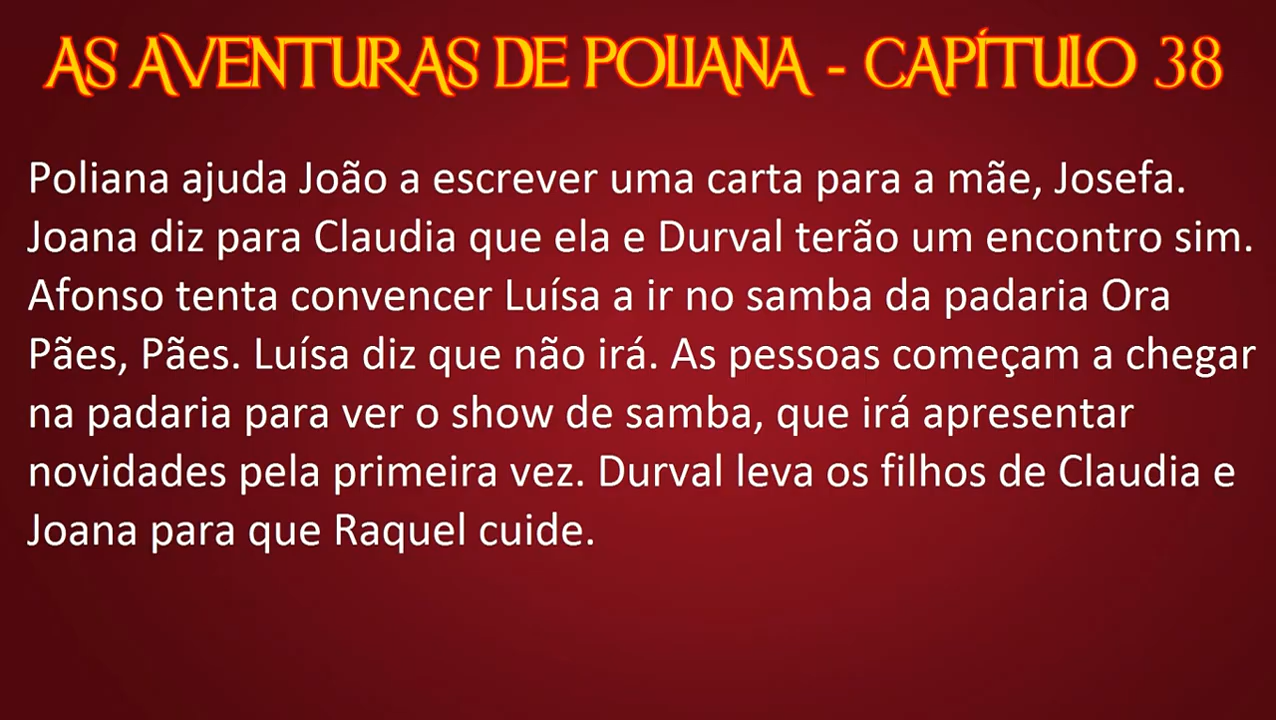 AS AVENTURAS DE POLIANA - CAPÍTULO 38
Poliana ajuda João a escrever uma carta para a mãe, Josefa.
Joana diz para Claudia que ela e Durval terão um encontro sim.
Afonso tenta convencer Luísa a ir no samba da padaria Ora
Pães, Pães. Luísa diz que não irá. As pessoas começam a chegar
na padaria para ver o show de samba, que irá apresentar
novidades pela primeira vez. Durval leva os filhos de Claudia e
Joana para que Raquel cuide.